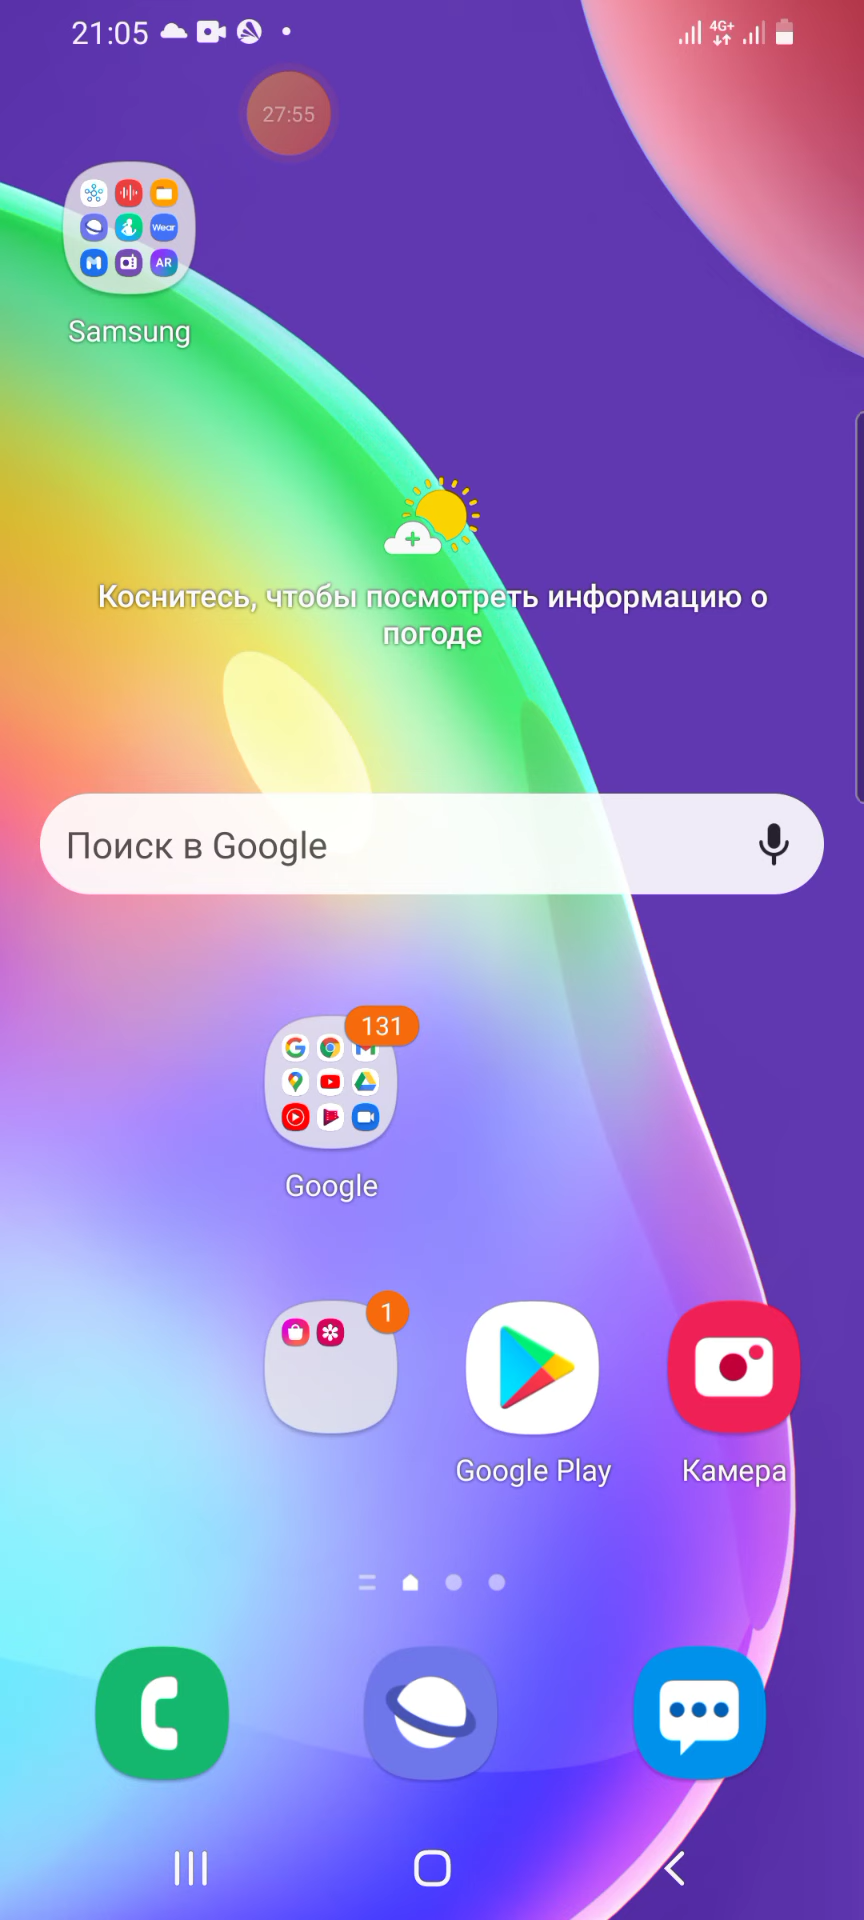 21:05
4G+
27:55
Wear
AR
Samsung
Коснитесь, чтобы посмотреть информацию о
погоде
Поиск в Google
131
Google
1
Google Play
Камера